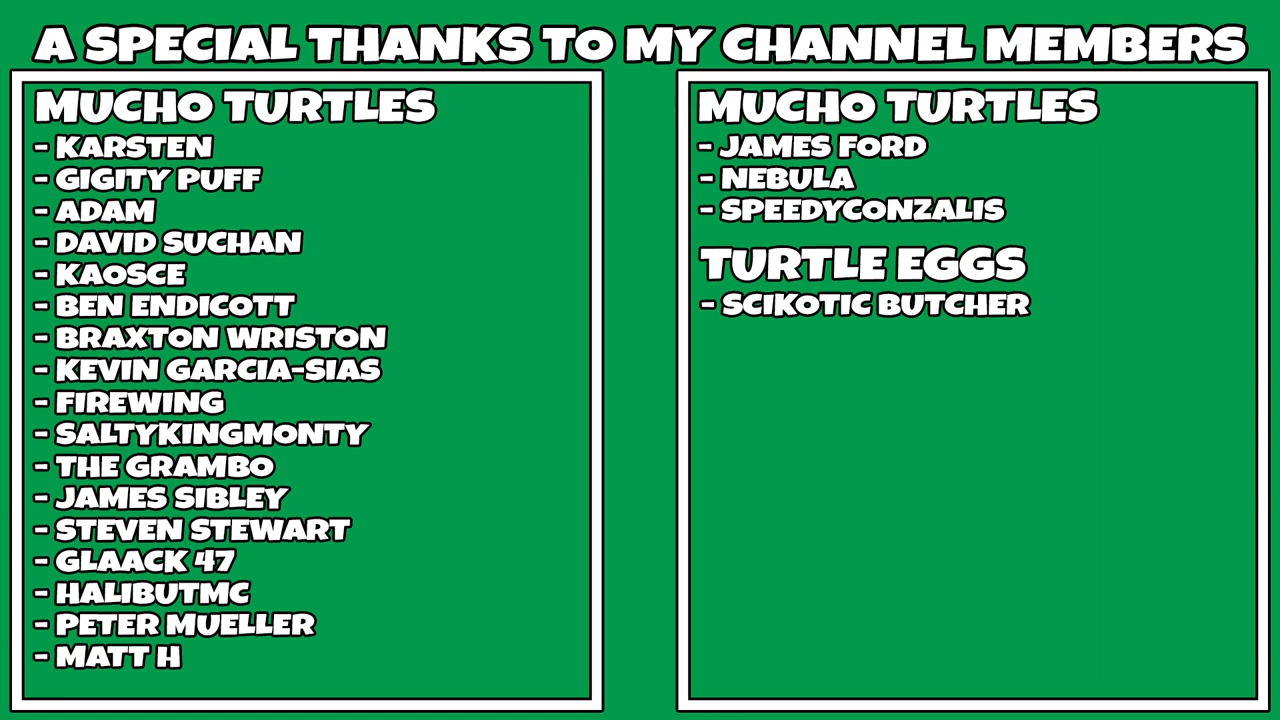 A SPECIAL THANKS TO MY CHANNEL MEMBERS
MUCHO TURTLES
- KARSTEN
- GIGITY PUFF
- ADAM
- DAVID SUCHAN
- KAOSCE
- BEN ENDICOTT
- BRAXTON WRISTON
- KEVIN GARCIA-SIAS
- FIREWING
- SALTYKINGMONTY
- THE GRAMBO
- JAMES SIBLEY
- STEVEN STEWART
- GLAACK 47
- HALIBUTMC
- PETER MUELLER
- MATT H
MUCHO TURTLES
- JAMES FORD
- NEBULA
- SPEEDYCONZALIS
TURTLE EGGS
- SCIKOTIC BUTCHER